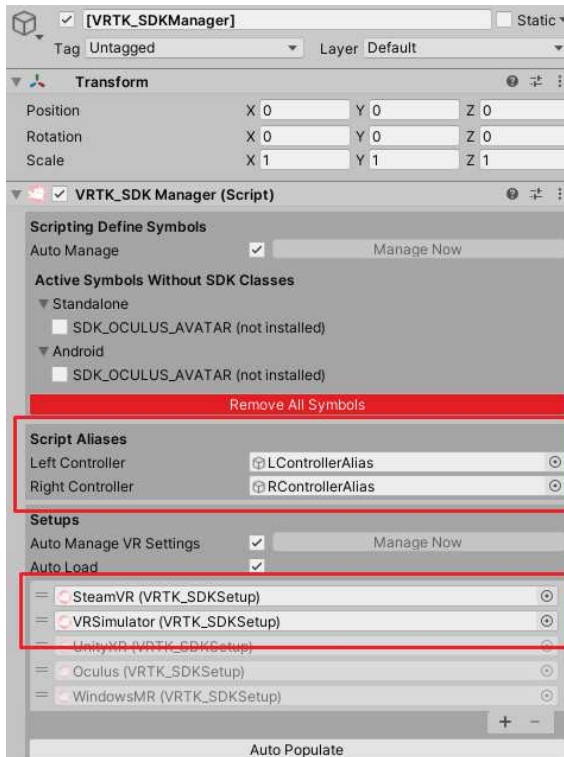 [VRTK_SDKManager] Static
Tag Untagged Layer Default
Transform
Position X 0 Y 0 Z 0
Rotation X 0 Y 0 Z 0
Scale X 1 Y 1 Z 1
VRTK_SDK Manager (Script)
Scripting Define Symbols
Auto Manage Manage Now
Active Symbols Without SDK Classes
Standalone
SDK_OCULUS_AVATAR (not installed)
Android
SDK_OCULUS_AVATAR (not installed)
Remove All Symbols
Script Aliases
Left Controller LControllerAlias
Right Controller RControllerAlias
Setups
Auto Manage VR Settings Manage Now
Auto Load
SteamVR (VRTK_SDKSetup)
VRSimulator (VRTK_SDKSetup)
UnityXR (VRTK_SDKSetup)
Oculus (VRTK_SDKSetup)
WindowsMR (VRTK_SDKSetup)
+ -
Auto Populate